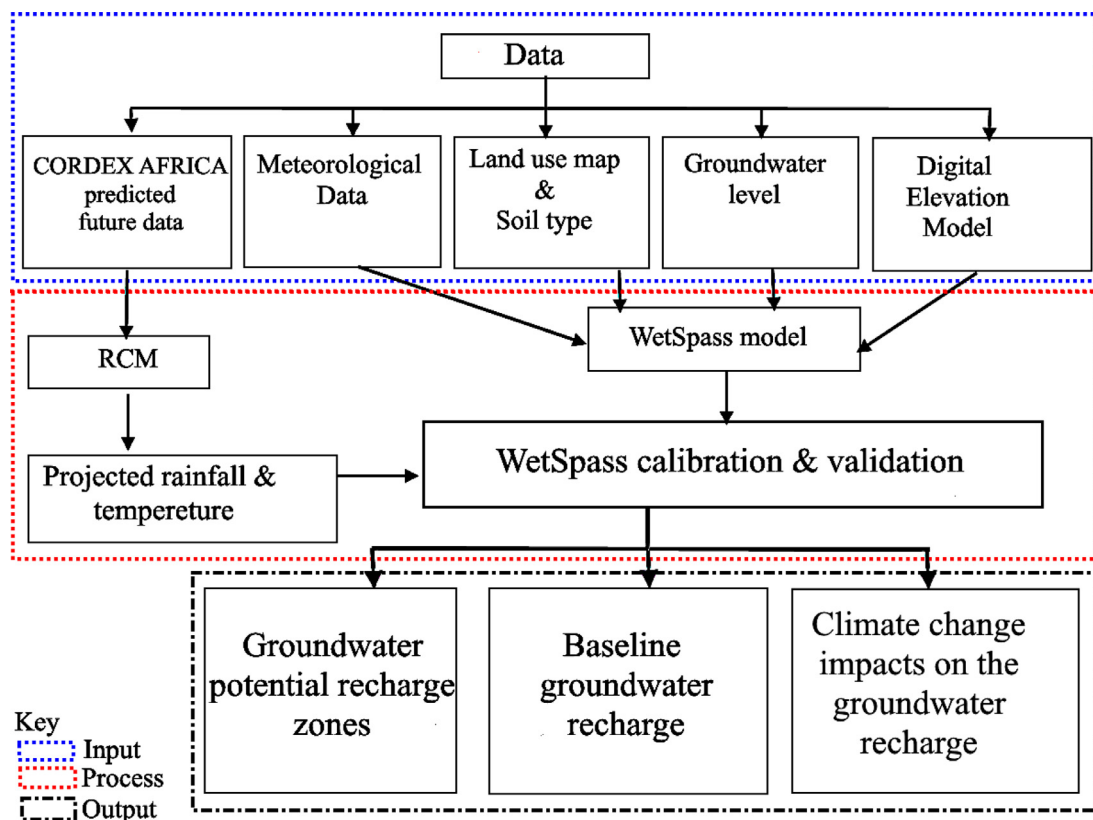 Data
CORDEX AFRICA
predicted
future data
Meteorological
Data
Land use map
&
Soil type
Groundwater
level
Digital
Elevation
Model
RCM
WetSpass model
Projected rainfall &
tempereture
WetSpass calibration & validation
Groundwater
potential recharge
zones
Baseline
groundwater
recharge
Climate change
impacts on the
groundwater
recharge
Key
Input
Process
Output